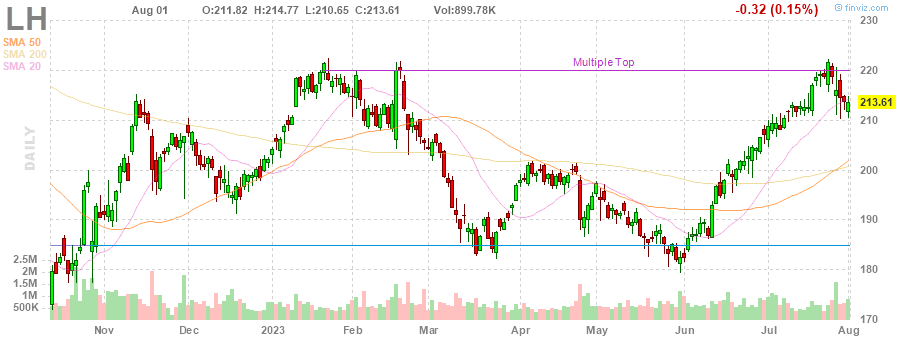 LH
Aug 01 O:211.82 H:214.77 L:210.65 C:213.61 Vol:899.78K -0.32 (0.15%)
finviz.com
SMA 50
SMA 200
SMA 20
DAILY
Multiple Top
230
220
213.61
210
200
190
180
170
2.5M
2M
1.5M
1M
500K
Nov Dec 2023 Feb Mar Apr May Jun Jul Aug